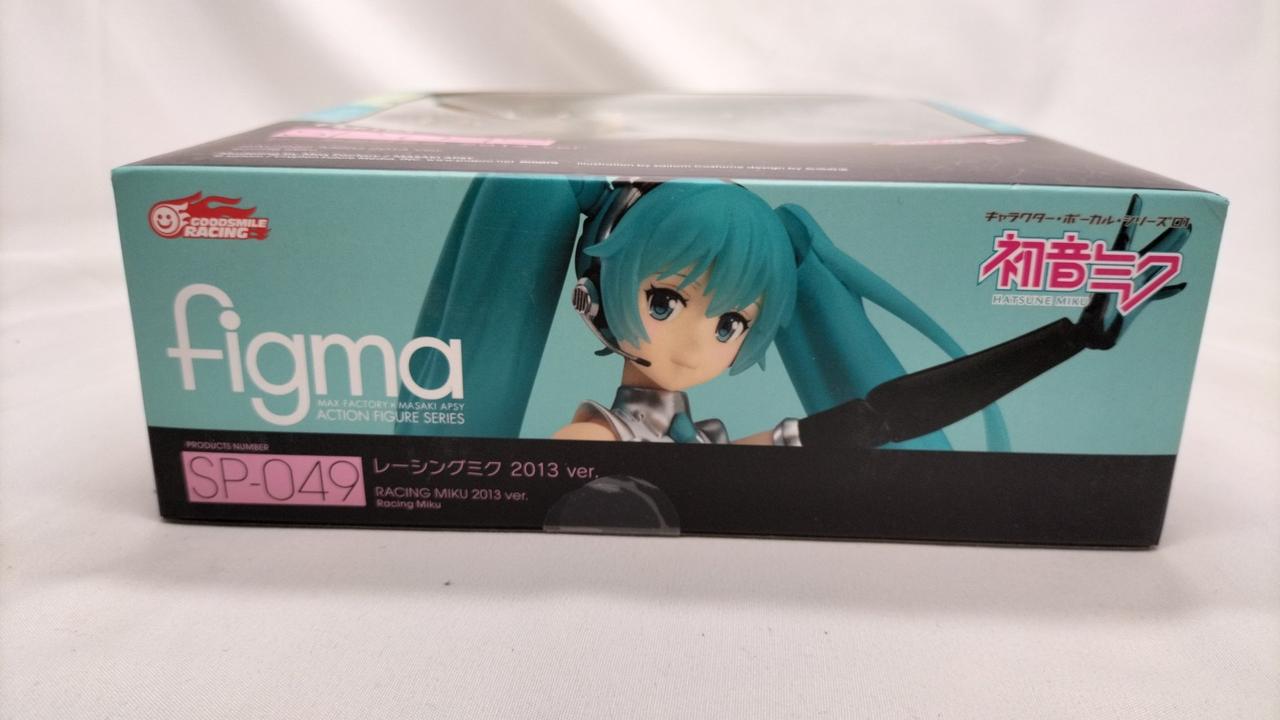 GOODSMILE
RACING
figma
MAX FACTORY × MASAKI APSY
ACTION FIGURE SERIES
キャラクター・ボーカル・シリーズ01
初音ミク
HATSUNE MIKU
PRODUCTS NUMBER
SP-049
レーシングミク 2013 ver.
RACING MIKU 2013 ver.
Racing Miku